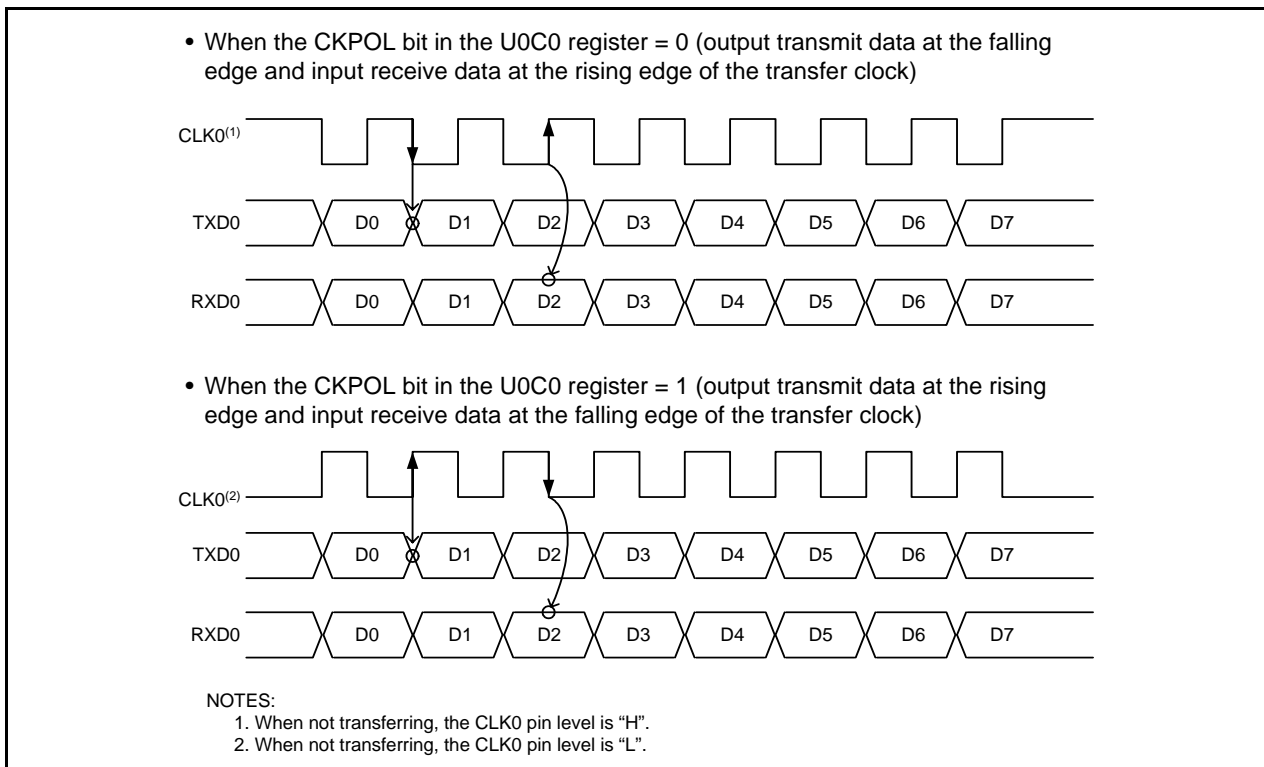 • When the CKPOL bit in the U0C0 register = 0 (output transmit data at the falling
edge and input receive data at the rising edge of the transfer clock)
CLK0(1)
TXD0 D0 D1 D2 D3 D4 D5 D6 D7
RXD0 D0 D1 D2 D3 D4 D5 D6 D7
• When the CKPOL bit in the U0C0 register = 1 (output transmit data at the rising
edge and input receive data at the falling edge of the transfer clock)
CLK0(2)
TXD0 D0 D1 D2 D3 D4 D5 D6 D7
RXD0 D0 D1 D2 D3 D4 D5 D6 D7
NOTES:
1. When not transferring, the CLK0 pin level is “H”.
2. When not transferring, the CLK0 pin level is “L”.